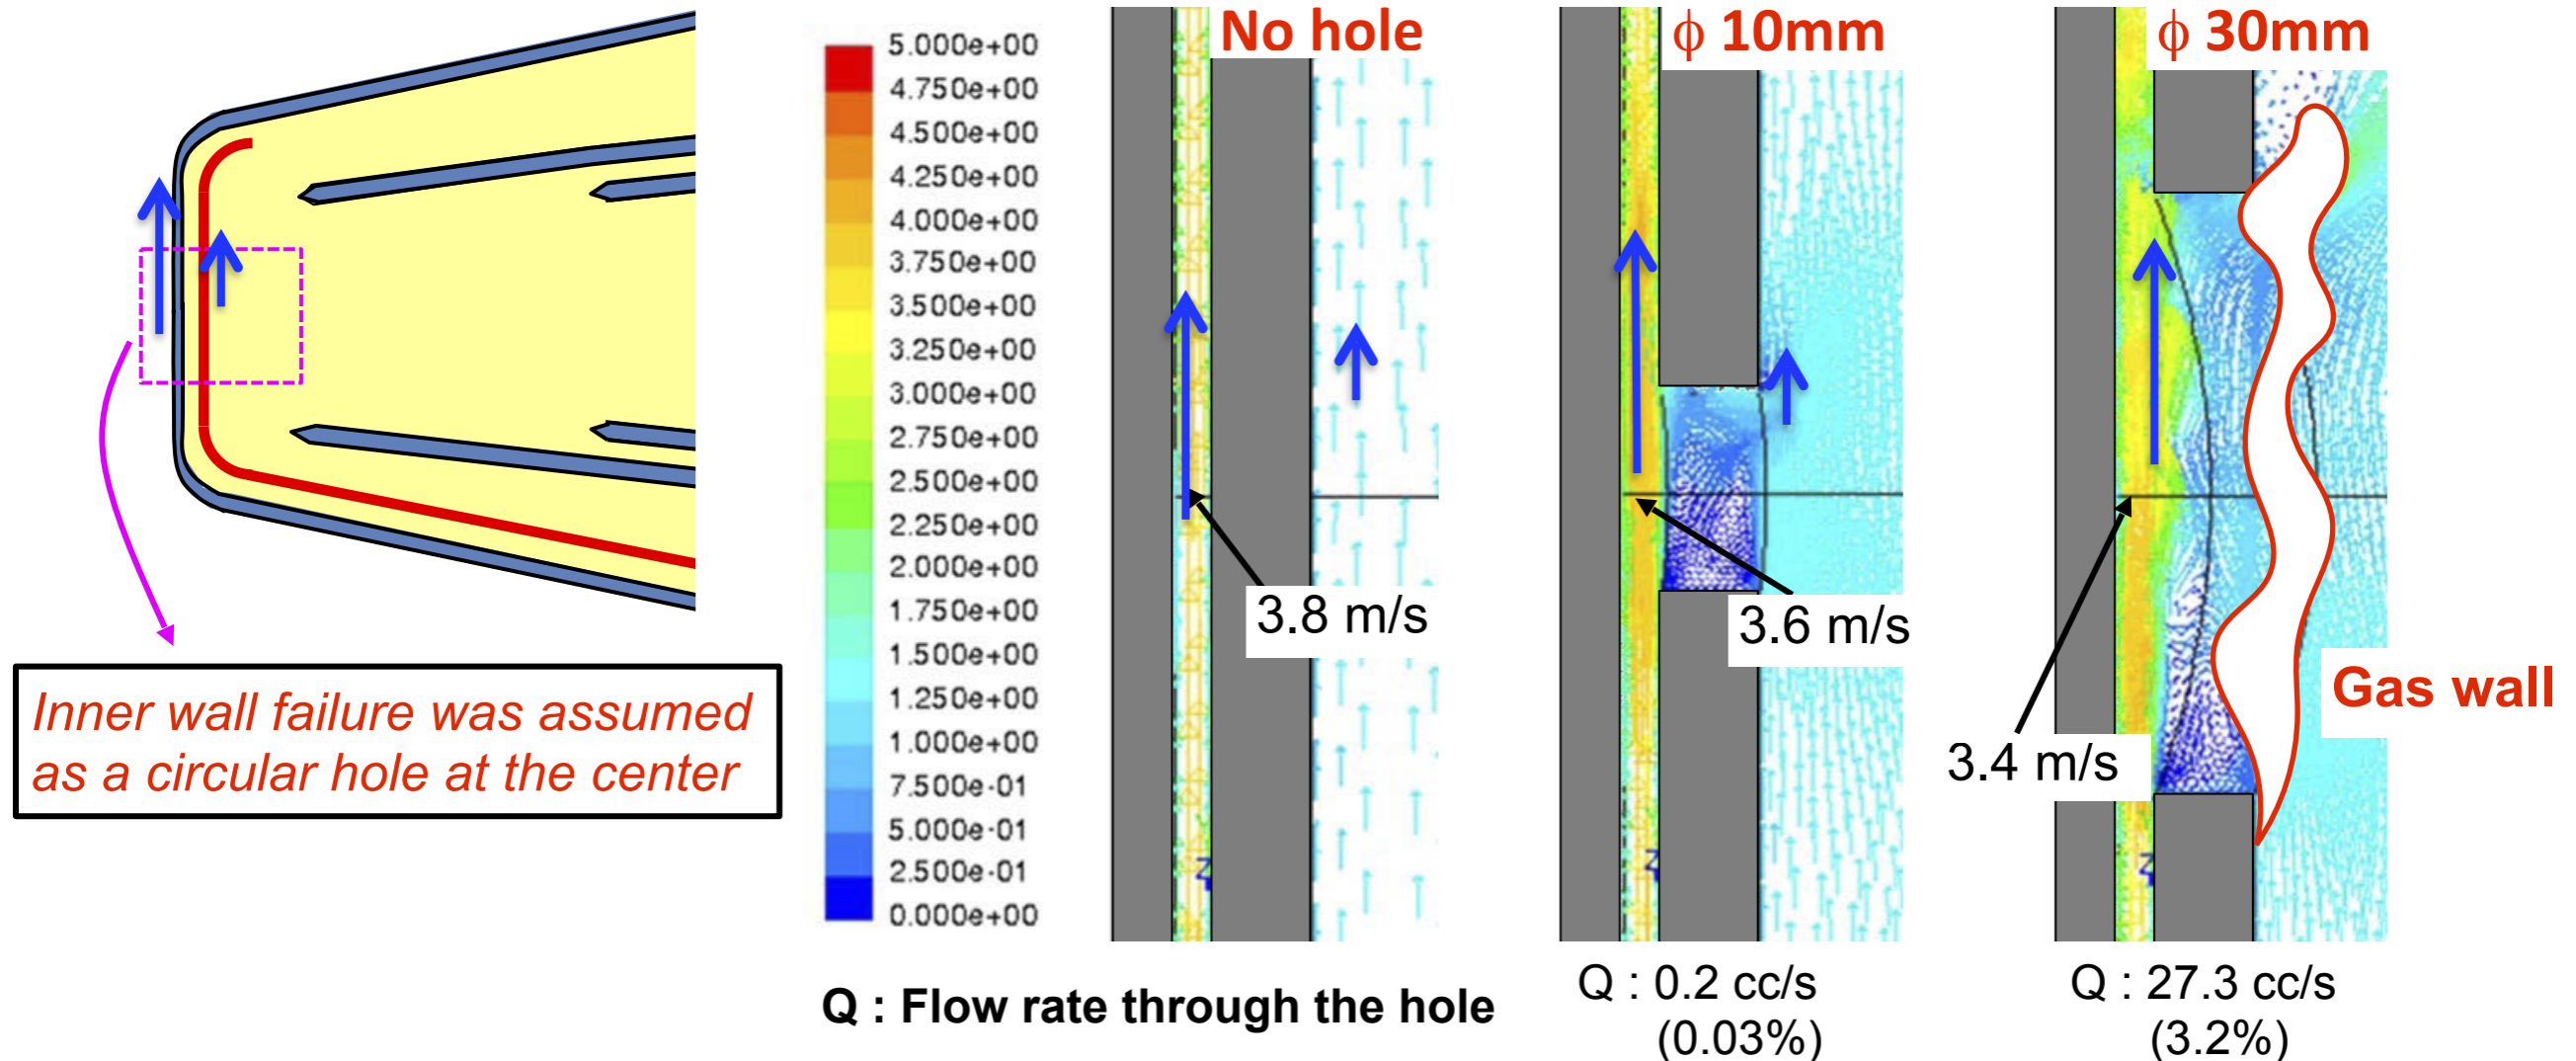 No hole
ϕ 10mm
ϕ 30mm
5.000e+00
4.750e+00
4.500e+00
4.250e+00
4.000e+00
3.750e+00
3.500e+00
3.250e+00
3.000e+00
2.750e+00
2.500e+00
2.250e+00
2.000e+00
1.750e+00
1.500e+00
1.250e+00
1.000e+00
7.500e-01
5.000e-01
2.500e-01
0.000e+00
3.8 m/s
3.6 m/s
3.4 m/s
Gas wall
Z
Z
Z
Inner wall failure was assumed
as a circular hole at the center
Q : Flow rate through the hole
Q : 0.2 cc/s
(0.03%)
Q : 27.3 cc/s
(3.2%)